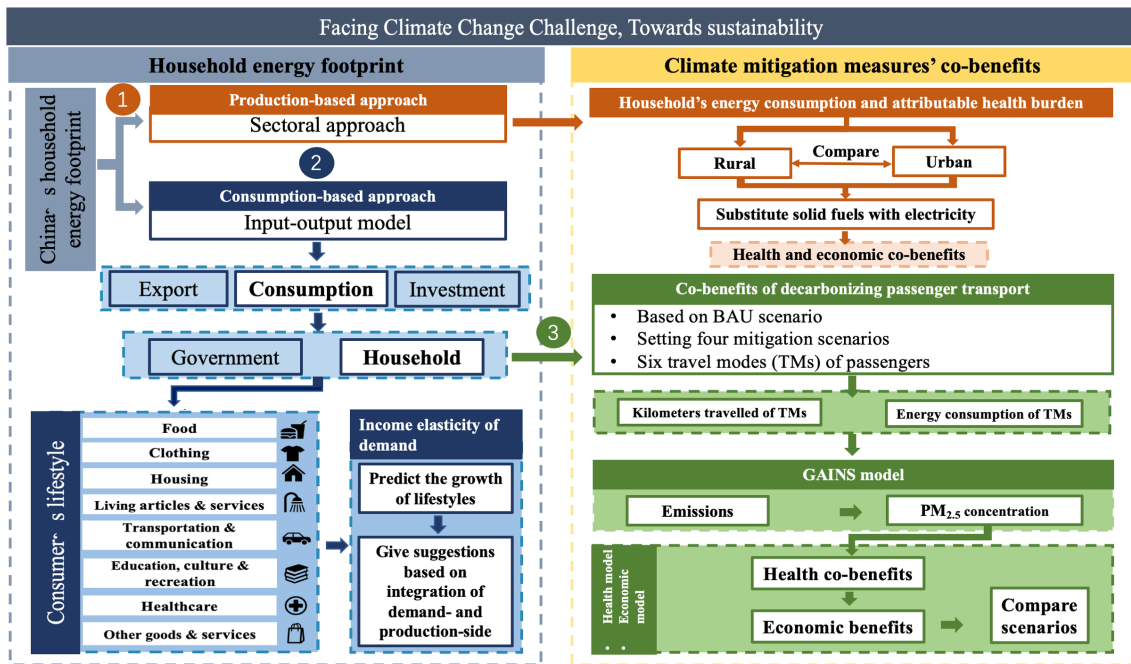 Facing Climate Change Challenge, Towards sustainability
Household energy footprint
China's household
energy footprint
1
Production-based approach
Sectoral approach
2
Consumption-based approach
Input-output model
Export
Consumption
Investment
Government
Household
3
Consumer's lifestyle
Food
Clothing
Housing
Living articles & services
Transportation &
communication
Education, culture &
recreation
Healthcare
Other goods & services
Income elasticity of
demand
Predict the growth
of lifestyles
Give suggestions
based on
integration of
demand- and
production-side
Climate mitigation measures' co-benefits
Household's energy consumption and attributable health burden
Rural
Compare
Urban
Substitute solid fuels with electricity
Health and economic co-benefits
Co-benefits of decarbonizing passenger transport
• Based on BAU scenario
• Setting four mitigation scenarios
• Six travel modes (TMs) of passengers
Kilometers travelled of TMs
Energy consumption of TMs
GAINS model
Emissions
PM2.5 concentration
• Health model
• Economic
model
Health co-benefits
Economic benefits
Compare
scenarios